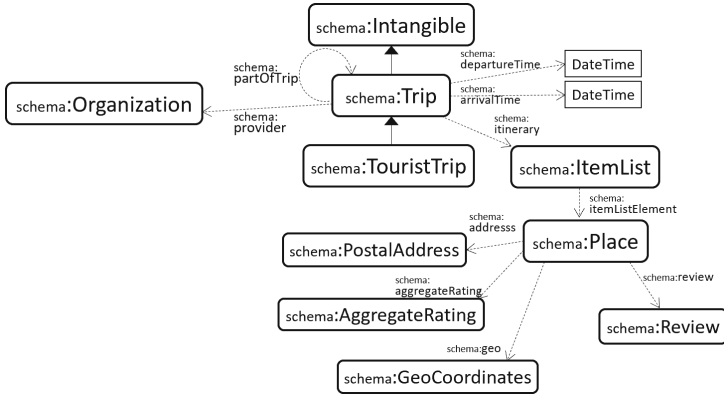 schema:Intangible
schema:
partOfTrip
schema:
departureTime
DateTime
schema:Trip
schema:
arrivalTime
DateTime
schema:Organization
schema:
provider
schema:
itinerary
schema:TouristTrip
schema:ItemList
schema:
itemListElement
schema:
addresss
schema:Place
schema:PostalAddress
schema:
aggregateRating
schema:review
schema:AggregateRating
schema:Review
schema:geo
schema:GeoCoordinates